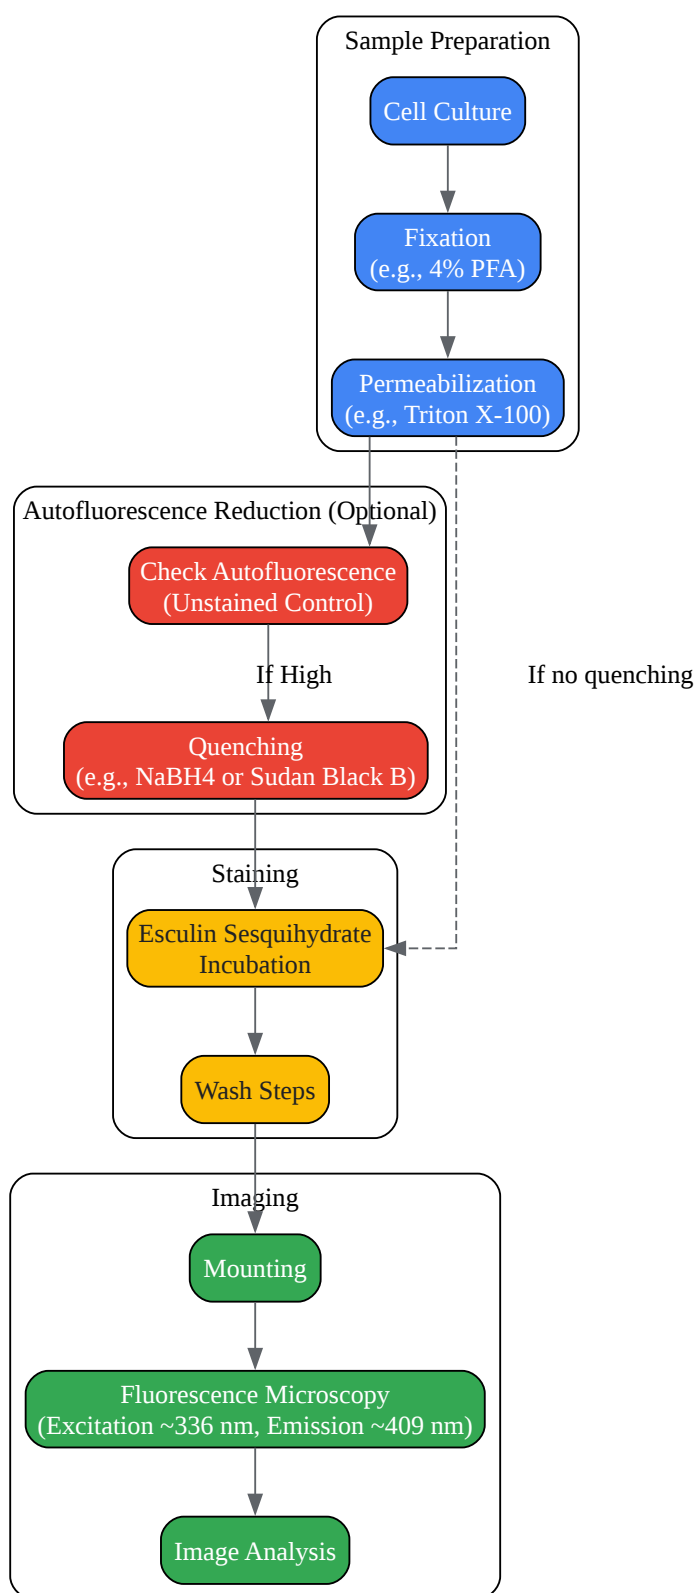 Sample Preparation
Cell Culture
Fixation
(e.g., 4% PFA)
Permeabilization
(e.g., Triton X-100)
Autofluorescence Reduction (Optional)
Check Autofluorescence
(Unstained Control)
If High
If no quenching
Quenching
(e.g., NaBH4 or Sudan Black B)
Staining
Esculin Sesquihydrate
Incubation
Wash Steps
Imaging
Mounting
Fluorescence Microscopy
(Excitation ~336 nm, Emission ~409 nm)
Image Analysis